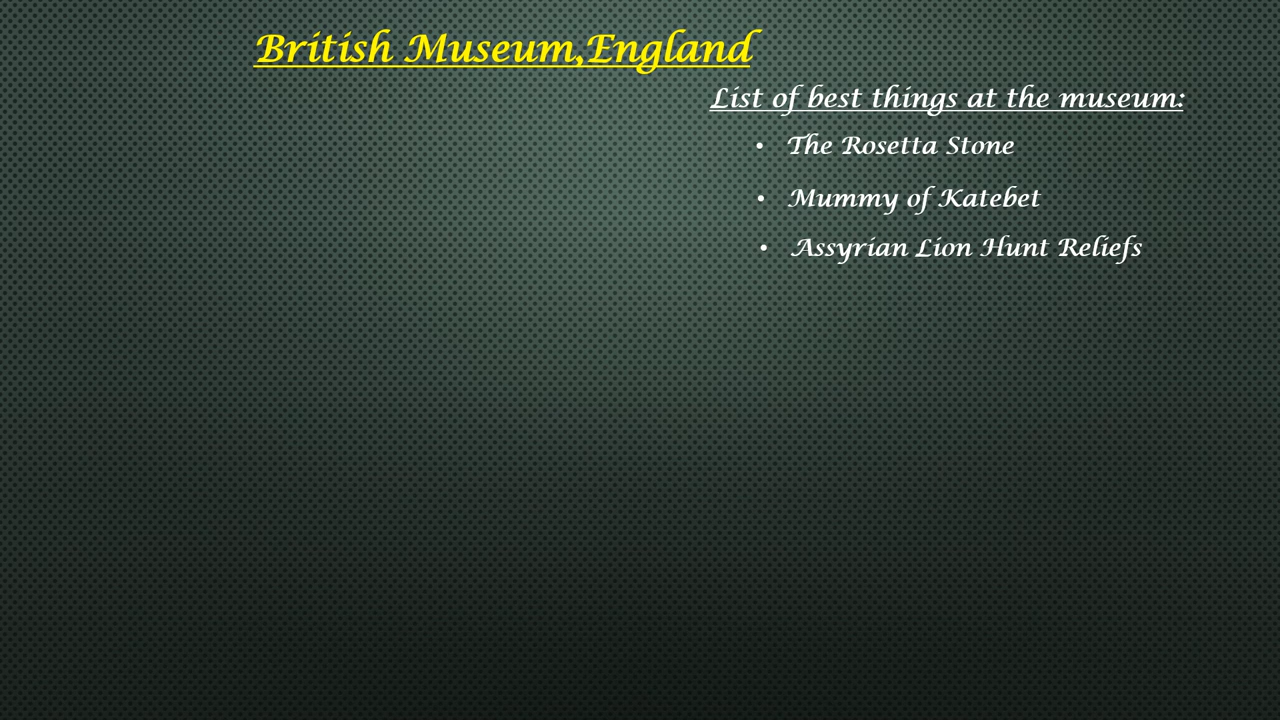 British Museum,England
List of best things at the museum:
• The Rosetta Stone
• Mummy of Katebet
• Assyrian Lion Hunt Reliefs